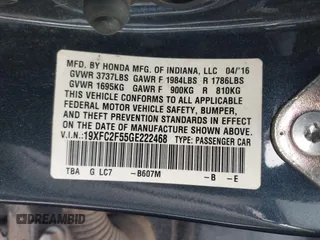 MFD. BY HONDA MFG. OF INDIANA, LLC 04/16
GVWR 3737LBS GAWR F 1984LBS R 1786LBS
GVWR 1695KG GAWR F 900KG R 810KG
THIS VEHICLE CONFORMS TO ALL APPLICABLE
FEDERAL MOTOR VEHICLE SAFETY, BUMPER,
AND THEFT PREVENTION STANDARDS IN EFFECT ON
THE DATE OF MANUFACTURE SHOWN ABOVE.
V.I.N.:19XFC2F55GE222468 TYPE: PASSENGER CAR
TBA G LC7 -B607M -B -E
BIDFAMD